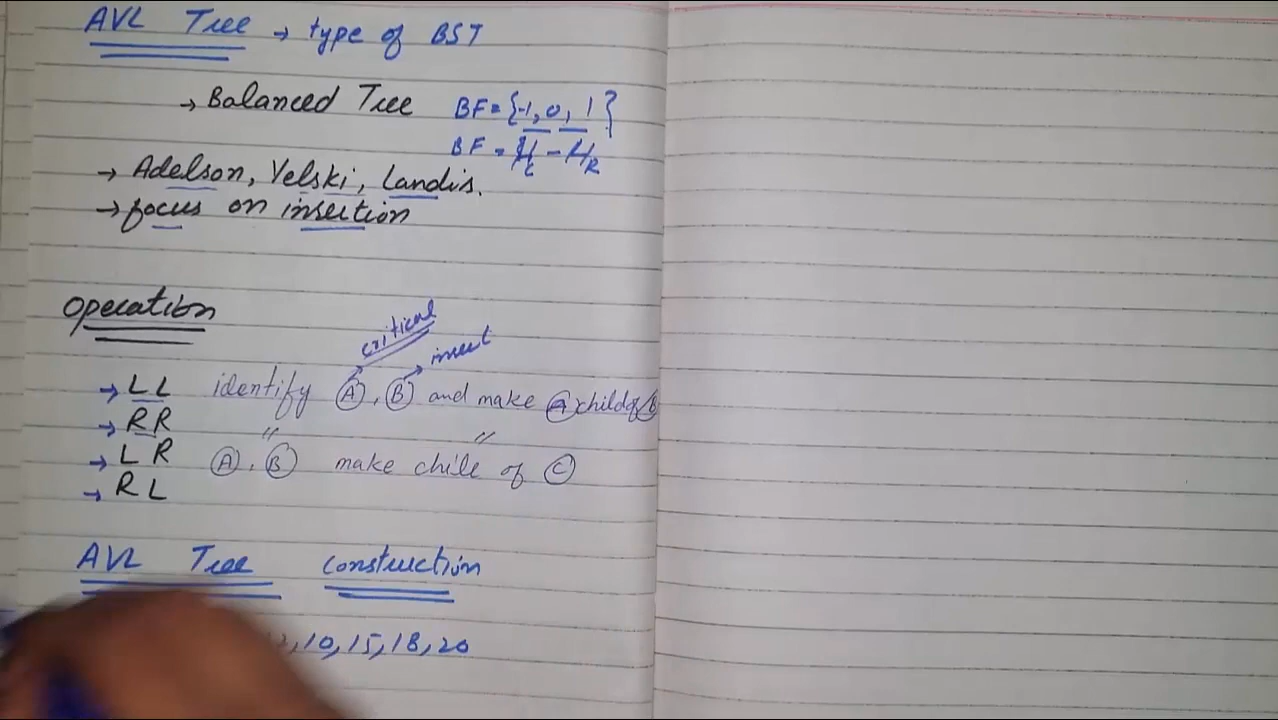 AVL Tree → type of BST
→ Balanced Tree BF = {-1, 0, 1}
BF = HL - HR
→ Adelson, Velski, Landis.
→ focus on insertion
Operation
critical
insert
→ LL identify A, B and make A child of B
→ RR " "
→ LR A, B make chile of C
→ RL
AVL Tree construction
,10,15,18,20